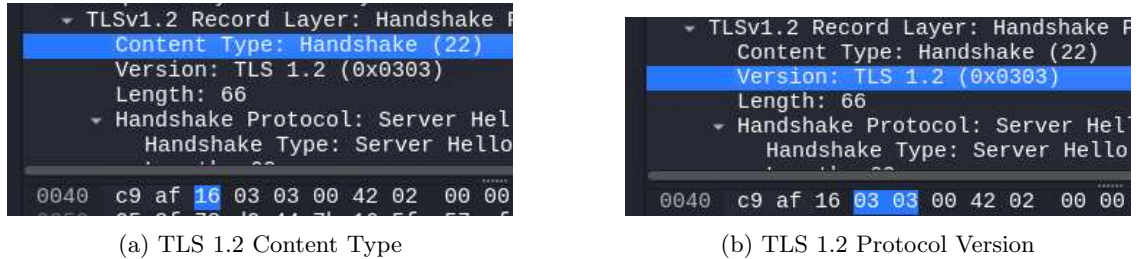 TLSv1.2 Record Layer: Handshake
Content Type: Handshake (22)
Version: TLS 1.2 (0x0303)
Length: 66
Handshake Protocol: Server Hel
Handshake Type: Server Hello
0040 c9 af 16 03 03 00 42 02 00 00
(a) TLS 1.2 Content Type
TLSv1.2 Record Layer: Handshake
Content Type: Handshake (22)
Version: TLS 1.2 (0x0303)
Length: 66
Handshake Protocol: Server Hel
Handshake Type: Server Hello
0040 c9 af 16 03 03 00 42 02 00 00
(b) TLS 1.2 Protocol Version